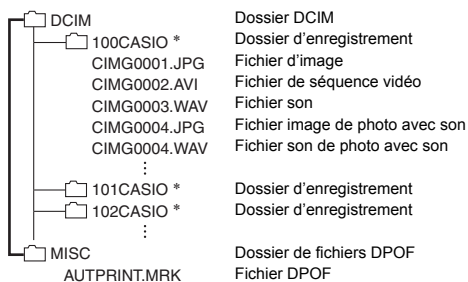 DCIM Dossier DCIM
100CASIO * Dossier d'enregistrement
CIMG0001.JPG Fichier d'image
CIMG0002.AVI Fichier de séquence vidéo
CIMG0003.WAV Fichier son
CIMG0004.JPG Fichier image de photo avec son
CIMG0004.WAV Fichier son de photo avec son
⋮
101CASIO * Dossier d'enregistrement
102CASIO * Dossier d'enregistrement
⋮
MISC Dossier de fichiers DPOF
AUTPRINT.MRK Fichier DPOF